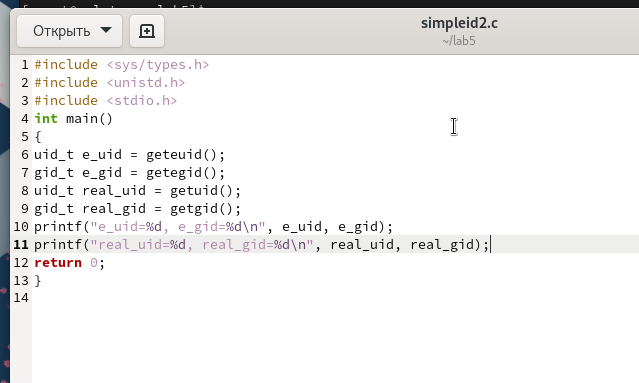 Открыть
simpleid2.c
~/lab5
1 #include <sys/types.h>
2 #include <unistd.h>
3 #include <stdio.h>
4 int main()
5 {
6 uid_t e_uid = geteuid();
7 gid_t e_gid = getegid();
8 uid_t real_uid = getuid();
9 gid_t real_gid = getgid();
10 printf("e_uid=%d, e_gid=%d\n", e_uid, e_gid);
11 printf("real_uid=%d, real_gid=%d\n", real_uid, real_gid);
12 return 0;
13 }
14